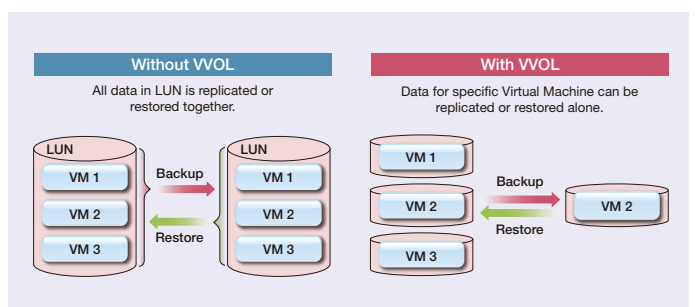 Without VVOL
All data in LUN is replicated or
restored together.
LUN
VM 1
VM 2
VM 3
Backup
Restore
LUN
VM 1
VM 2
VM 3
With VVOL
Data for specific Virtual Machine can be
replicated or restored alone.
VM 1
VM 2
VM 3
Backup
Restore
VM 2